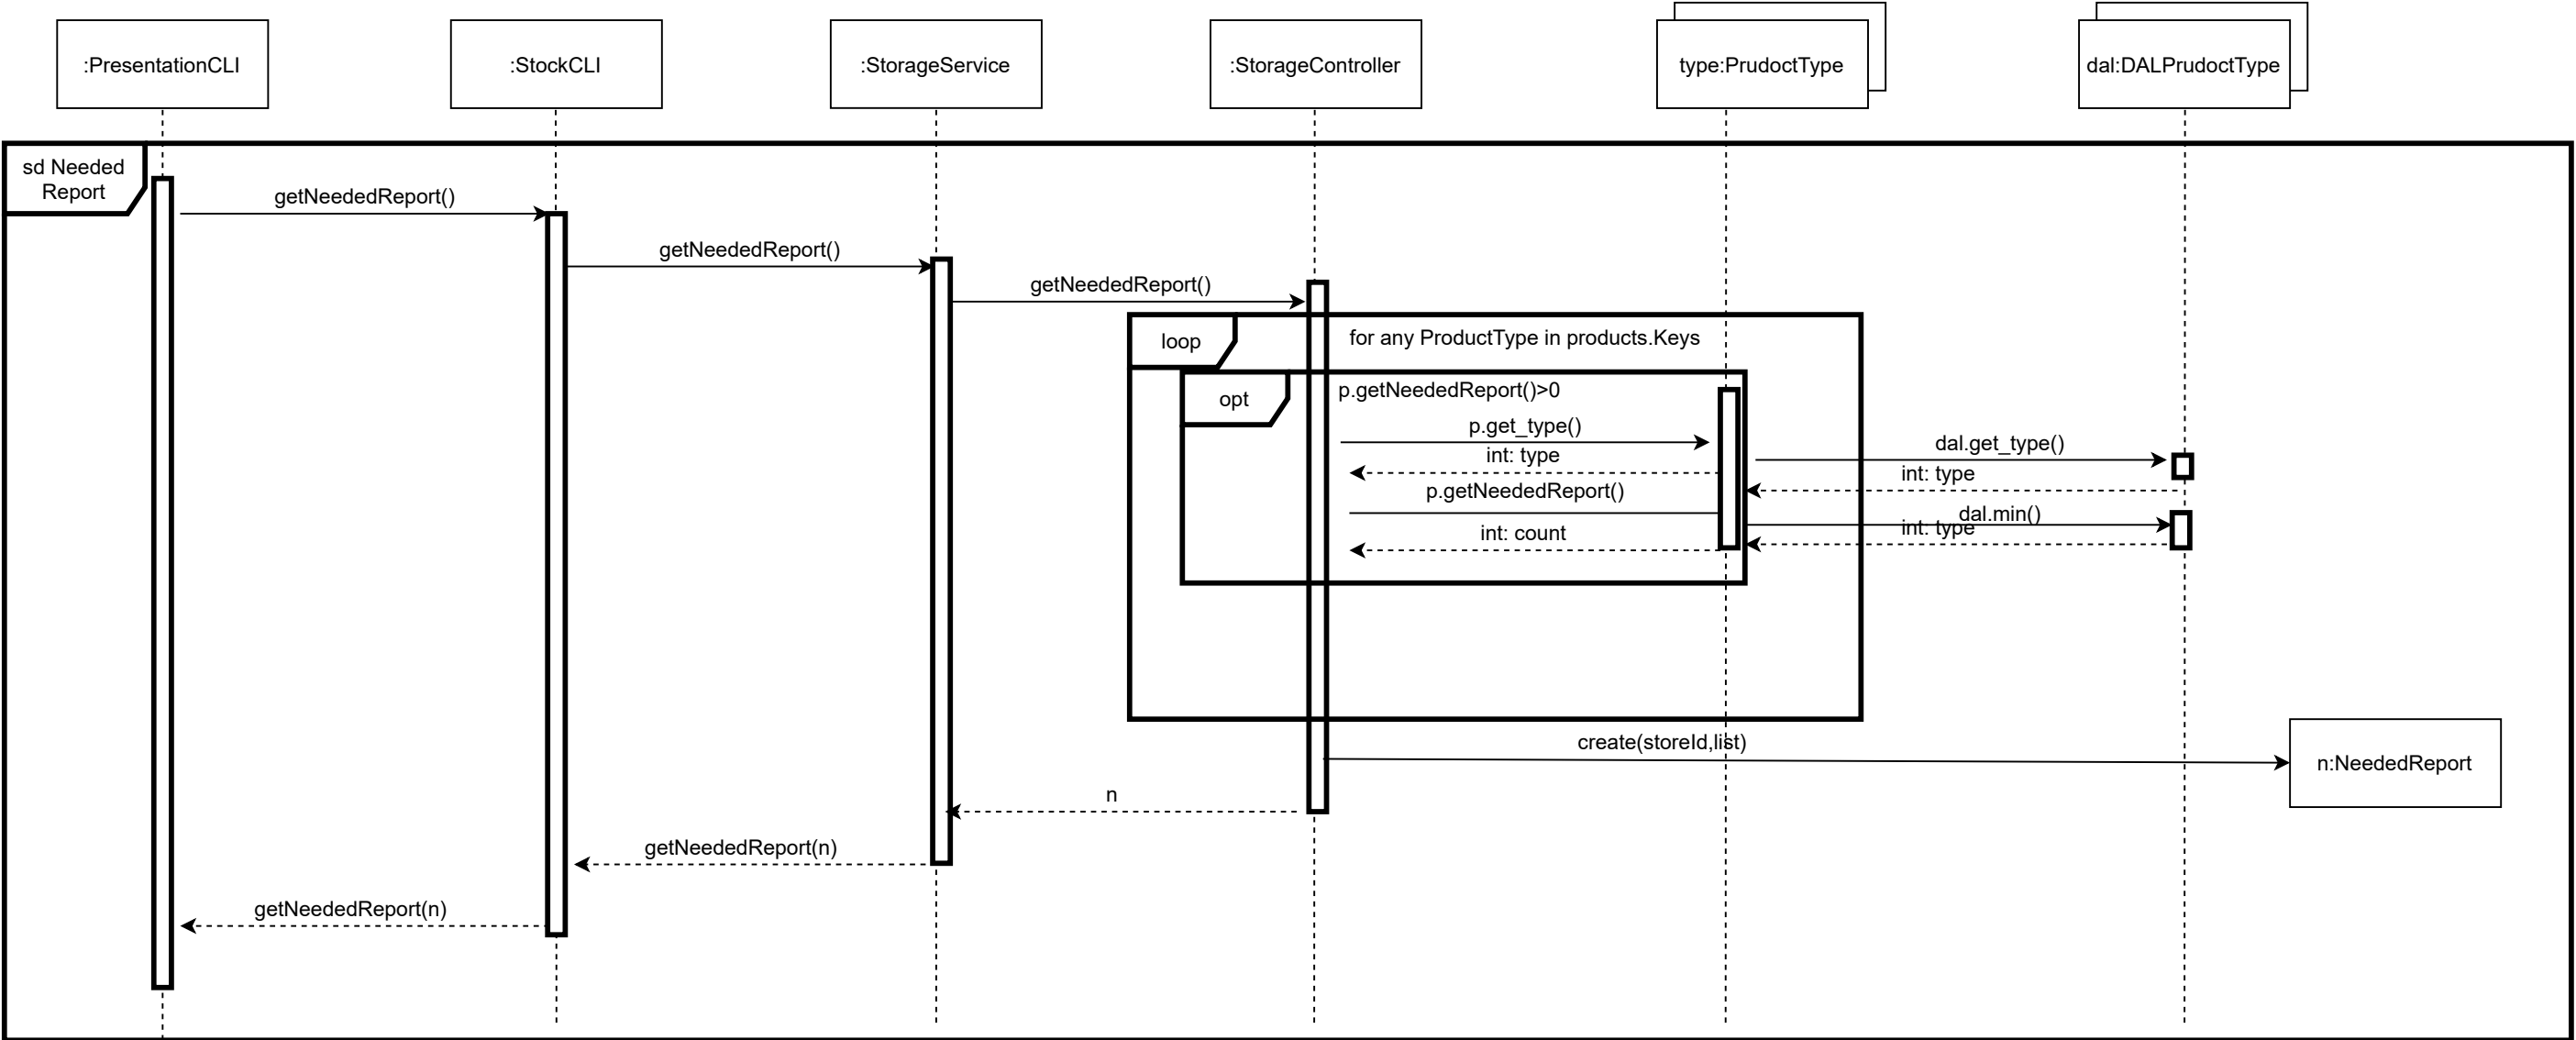 :PresentationCLI
:StockCLI
:StorageService
:StorageController
type:PrudoctType
dal:DALPrudoctType
sd Needed
Report
getNeededReport()
getNeededReport()
getNeededReport()
loop
for any ProductType in products.Keys
opt
p.getNeededReport()>0
p.get_type()
dal.get_type()
int: type
int: type
p.getNeededReport()
dal.min()
int: type
int: count
create(storeId,list)
n:NeededReport
n
getNeededReport(n)
getNeededReport(n)